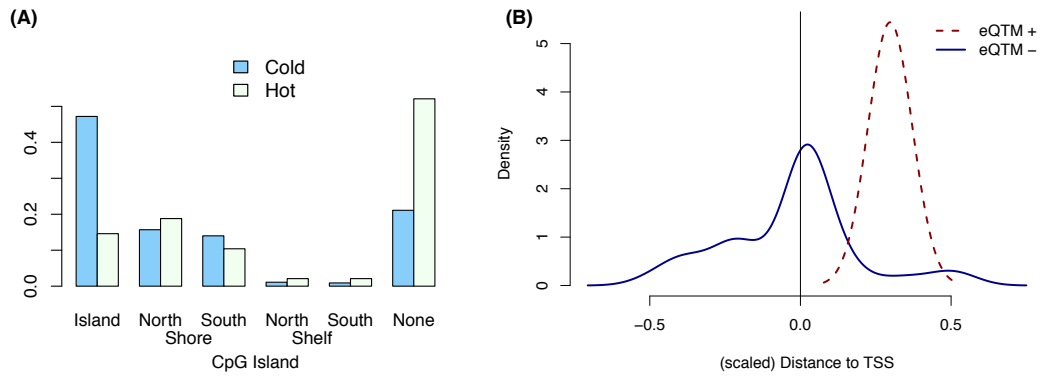 (A)
Cold
Hot
0.0 0.2 0.4
Island North South North South None
Shore Shelf
CpG Island
(B)
eQTM +
eQTM −
Density
0 1 2 3 4 5
−0.5 0.0 0.5
(scaled) Distance to TSS